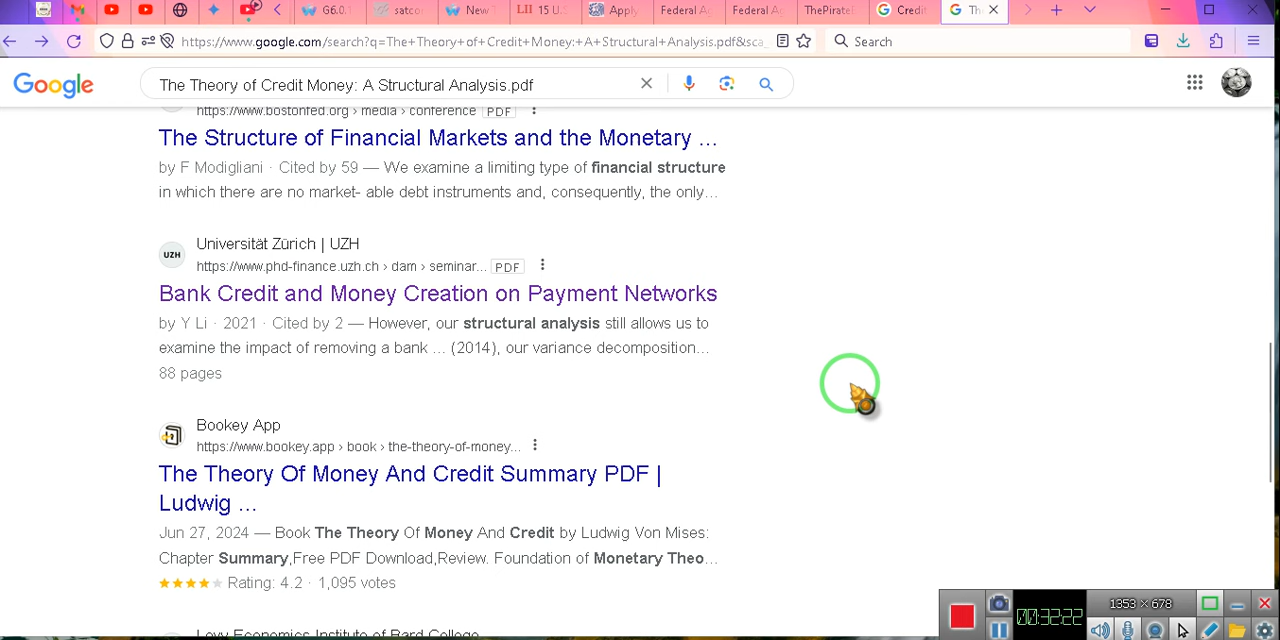 G6.0.
satco
New
LII 15 U.S
Apply
Federal A
Federal A
ThePirateB
Credi
Th
https://www.google.com/search?q=The+Theory+of+Credit+Money:+A+Structural+Analysis.pdf&sca_
Search
Google
The Theory of Credit Money: A Structural Analysis.pdf
https://www.bostonfed.org › media › conference PDF
The Structure of Financial Markets and the Monetary ...
by F Modigliani · Cited by 59 — We examine a limiting type of financial structure
in which there are no market- able debt instruments and, consequently, the only...
UZH
Universität Zürich | UZH
https://www.phd-finance.uzh.ch › dam › seminar... PDF
Bank Credit and Money Creation on Payment Networks
by Y Li · 2021 · Cited by 2 — However, our structural analysis still allows us to
examine the impact of removing a bank ... (2014), our variance decomposition...
88 pages
Bookey App
https://www.bookey.app › book › the-theory-of-money...
The Theory Of Money And Credit Summary PDF |
Ludwig ...
Jun 27, 2024 — Book The Theory Of Money And Credit by Ludwig Von Mises:
Chapter Summary,Free PDF Download,Review. Foundation of Monetary Theo...
Rating: 4.2 · 1,095 votes
Levy Economics Institute of Bard College
1353 × 678
00:32:22